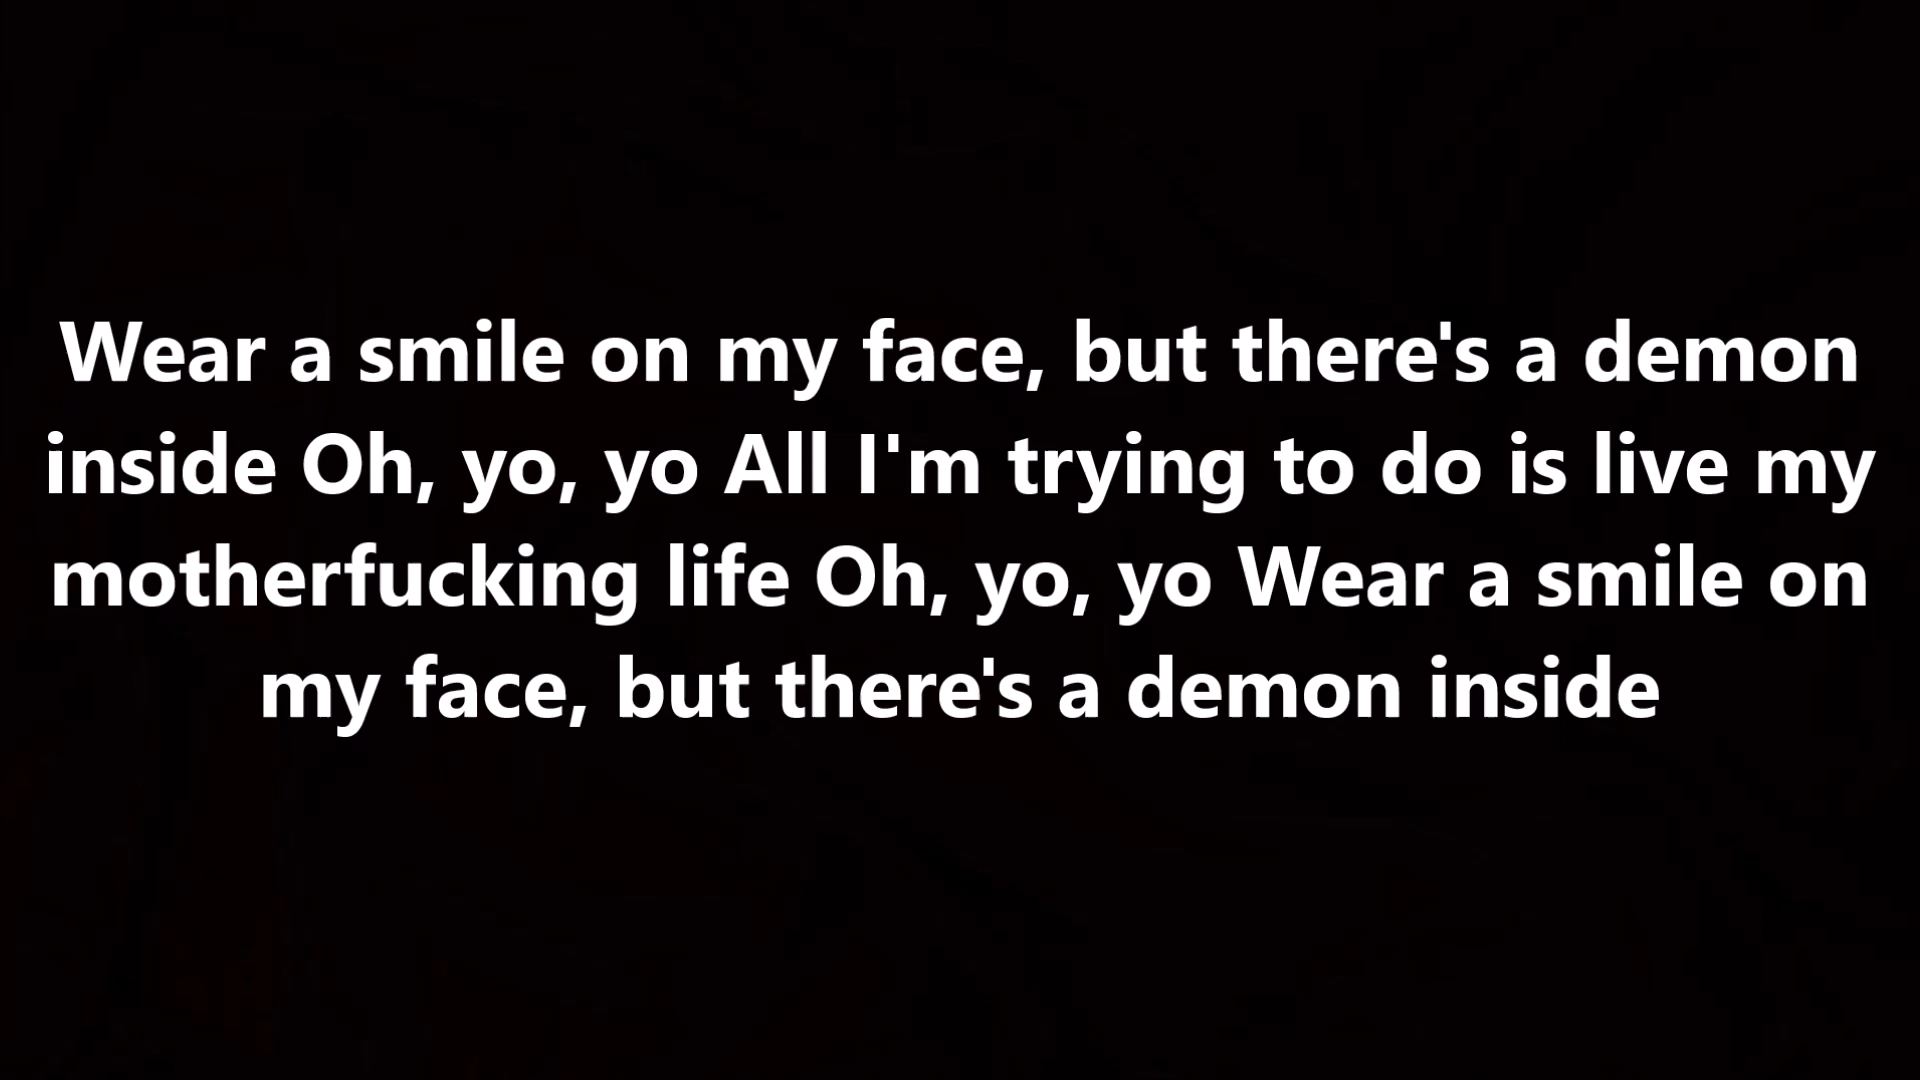 Wear a smile on my face, but there's a demon
inside Oh, yo, yo All I'm trying to do is live my
motherfucking life Oh, yo, yo Wear a smile on
my face, but there's a demon inside